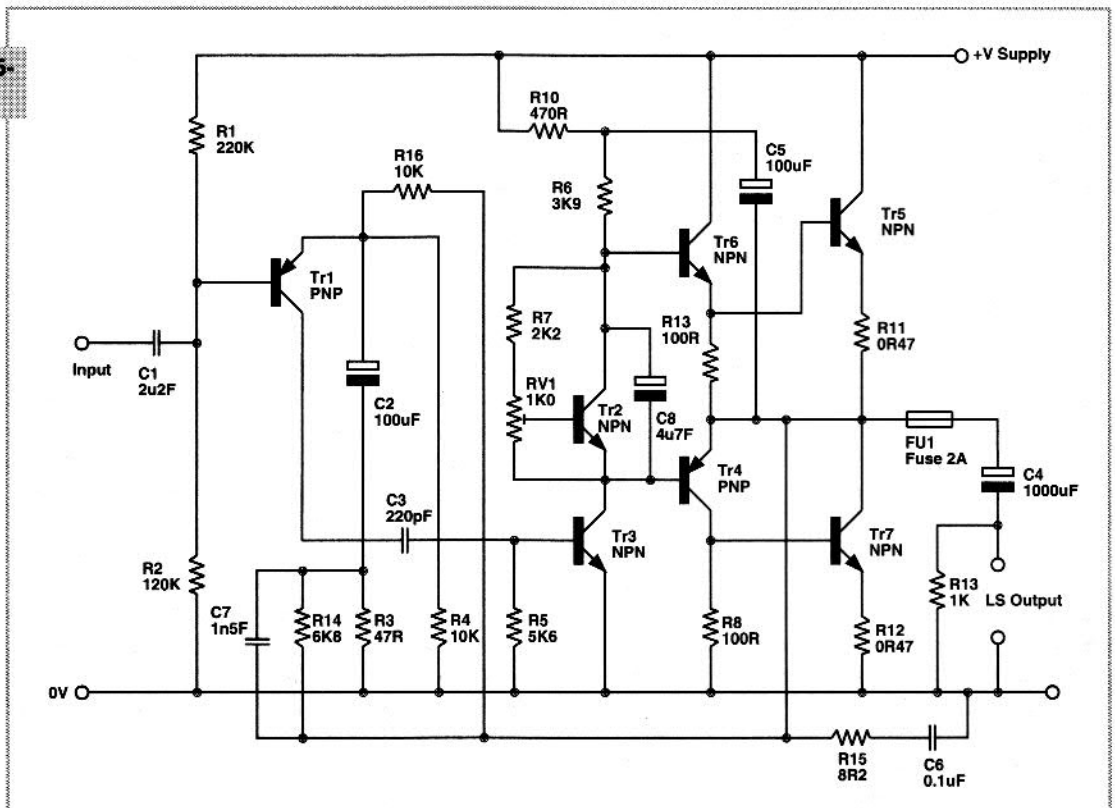 5-
+V Supply
R10
470R
R1
220K
R16
10K
R6
3K9
C5
100uF
Tr5
NPN
Tr6
NPN
Tr1
PNP
R7
2K2
R13
100R
R11
0R47
Input
C1
2u2F
C2
100uF
RV1
1K0
Tr2
NPN
C8
4u7F
FU1
Fuse 2A
Tr4
PNP
C4
1000uF
C3
220pF
Tr3
NPN
Tr7
NPN
R2
120K
C7
1n5F
R14
6K8
R3
47R
R4
10K
R5
5K6
R8
100R
R12
0R47
R13
1K
LS Output
0V
R15
8R2
C6
0.1uF